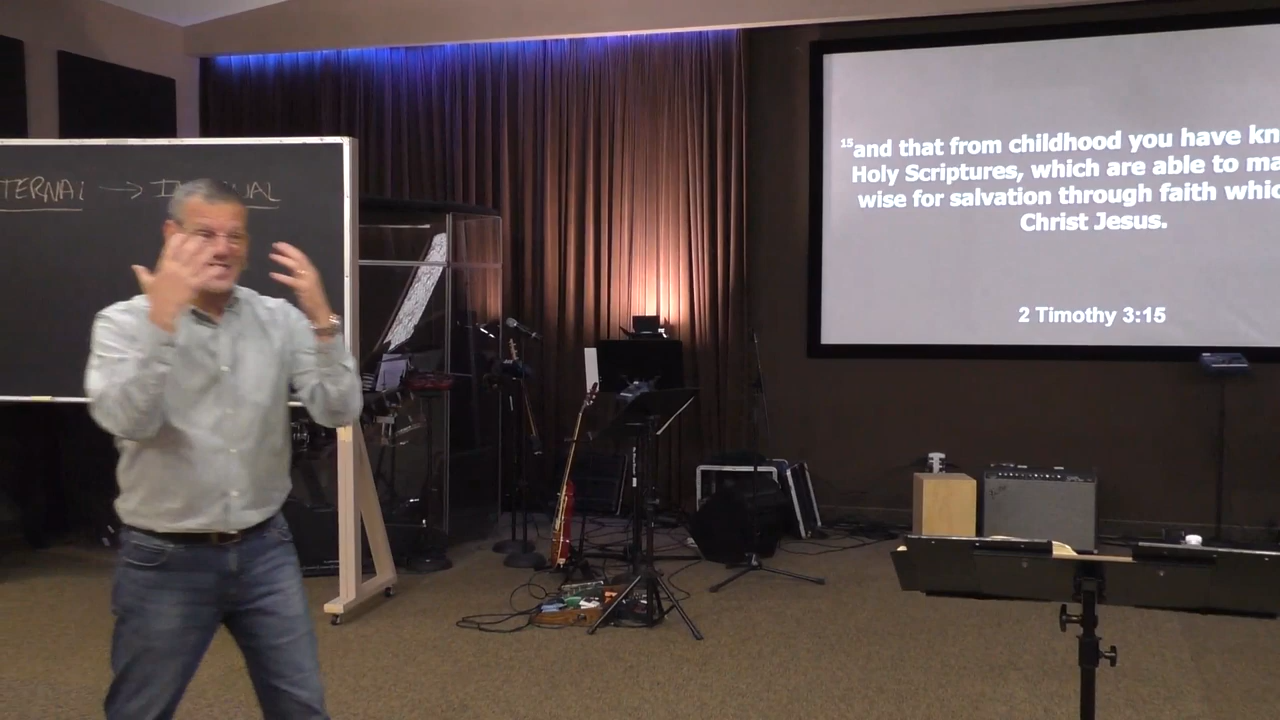 TERNAL →
15and that from childhood you have kn
Holy Scriptures, which are able to ma
wise for salvation through faith whic
Christ Jesus.
2 Timothy 3:15